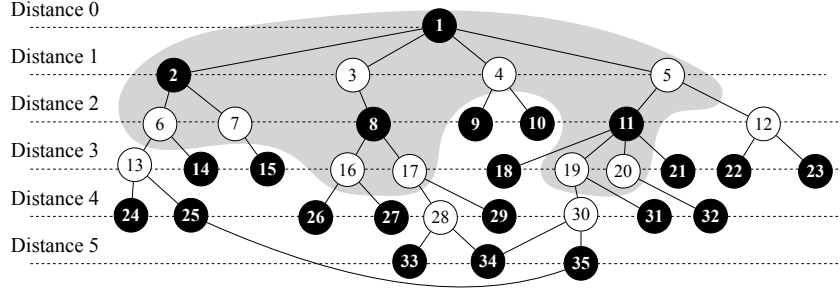 Distance 0
1
Distance 1
2 3 4 5
Distance 2
6 7 8 9 10 11 12
Distance 3
13 14 15 16 17 18 19 20 21 22 23
Distance 4
24 25 26 27 28 29 30 31 32
Distance 5
33 34 35